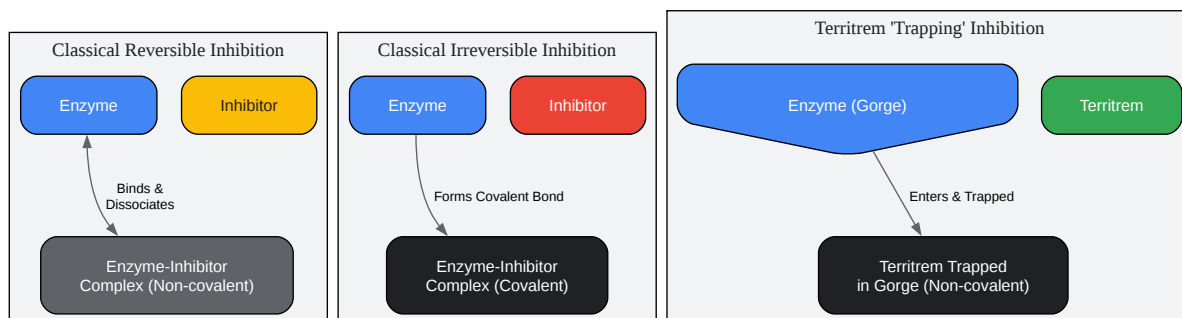 Classical Reversible Inhibition
Enzyme
Inhibitor
Binds &
Dissociates
Enzyme-Inhibitor
Complex (Non-covalent)
Classical Irreversible Inhibition
Enzyme
Inhibitor
Forms Covalent Bond
Enzyme-Inhibitor
Complex (Covalent)
Territrem 'Trapping' Inhibition
Enzyme (Gorge)
Territrem
Enters & Trapped
Territrem Trapped
in Gorge (Non-covalent)